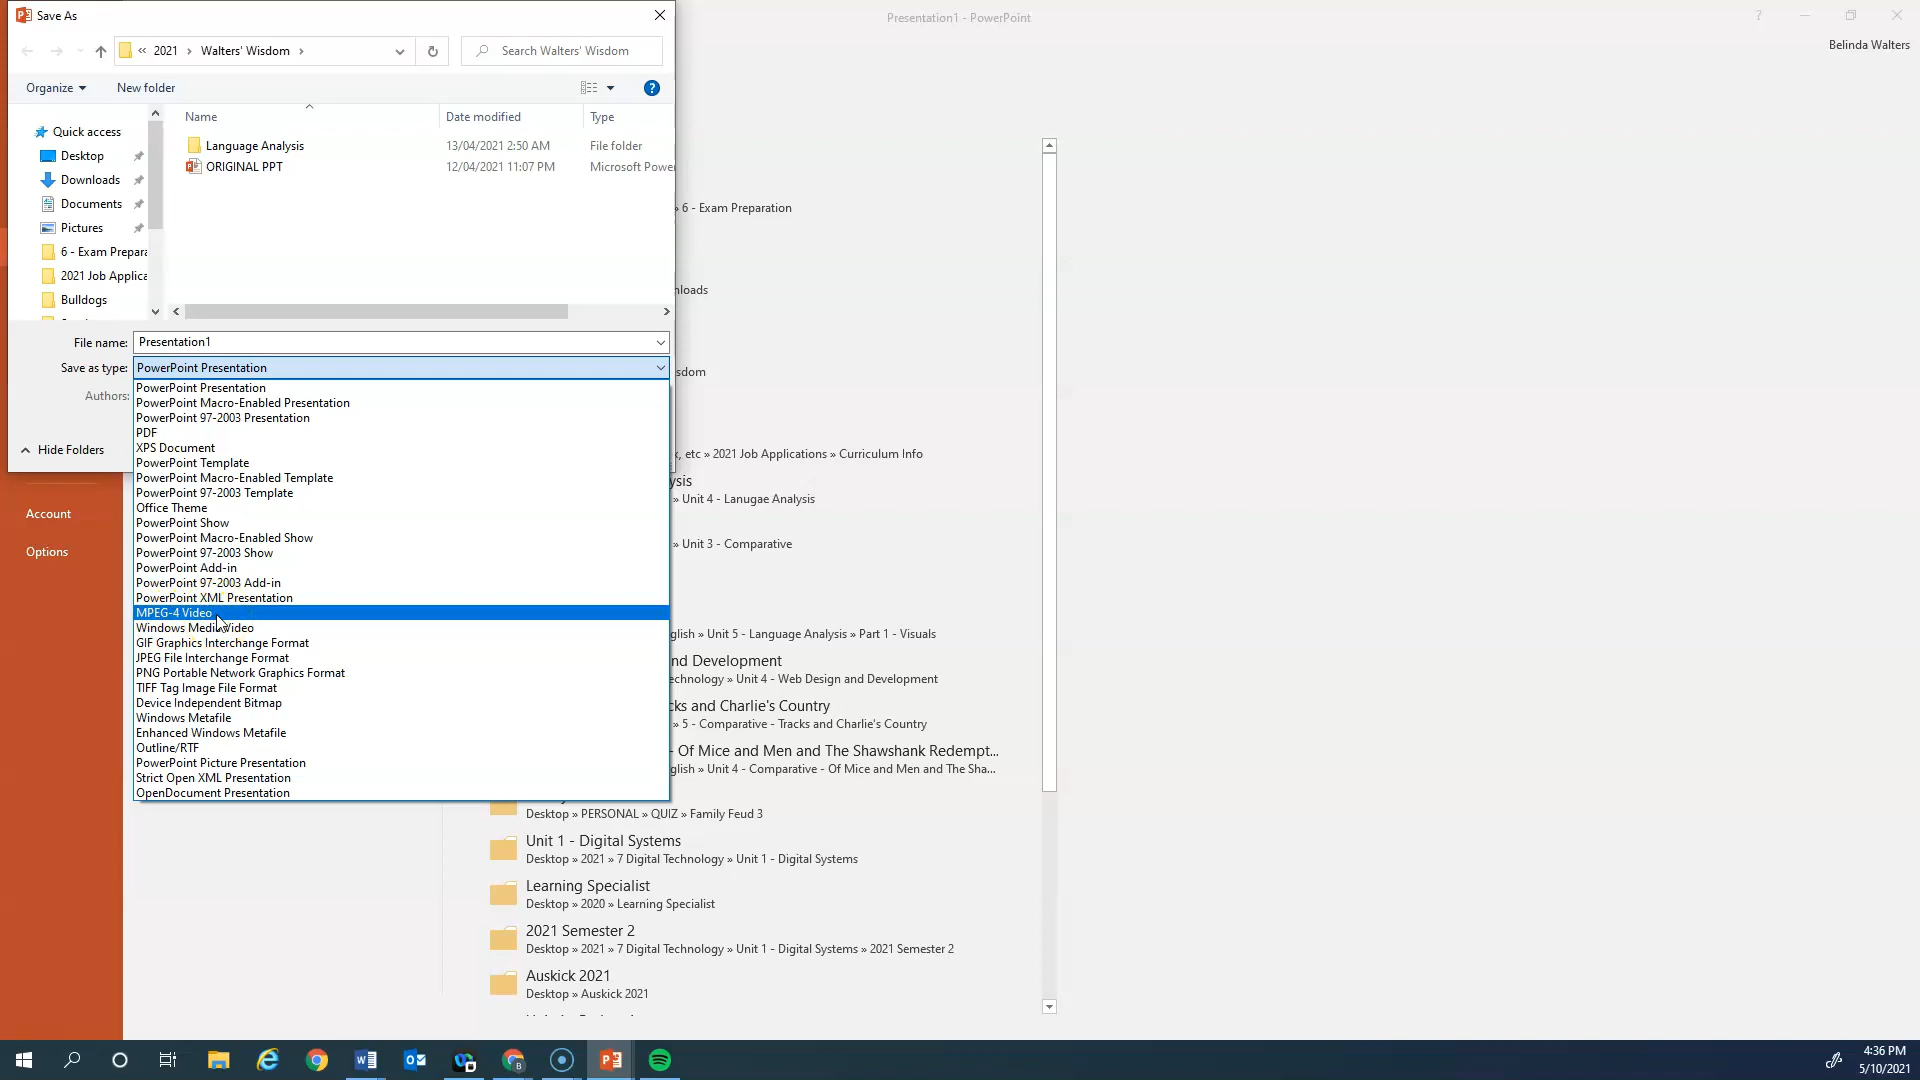 Save As
Presentation1 - PowerPoint
?
Belinda Walters
« 2021 › Walters' Wisdom ›
Search Walters' Wisdom
Organize
New folder
?
Name
Date modified
Type
Quick access
Desktop
Downloads
Documents
Pictures
6 - Exam Prepara
2021 Job Applica
Bulldogs
Language Analysis
13/04/2021 2:50 AM
File folder
ORIGINAL PPT
12/04/2021 11:07 PM
Microsoft Power
File name:
Presentation1
Save as type:
PowerPoint Presentation
Authors:
Hide Folders
PowerPoint Presentation
PowerPoint Macro-Enabled Presentation
PowerPoint 97-2003 Presentation
PDF
XPS Document
PowerPoint Template
PowerPoint Macro-Enabled Template
PowerPoint 97-2003 Template
Office Theme
PowerPoint Show
PowerPoint Macro-Enabled Show
PowerPoint 97-2003 Show
PowerPoint Add-in
PowerPoint 97-2003 Add-in
PowerPoint XML Presentation
MPEG-4 Video
Windows Media Video
GIF Graphics Interchange Format
JPEG File Interchange Format
PNG Portable Network Graphics Format
TIFF Tag Image File Format
Device Independent Bitmap
Windows Metafile
Enhanced Windows Metafile
Outline/RTF
PowerPoint Picture Presentation
Strict Open XML Presentation
OpenDocument Presentation
Account
Options
» 6 - Exam Preparation
nloads
sdom
k, etc » 2021 Job Applications » Curriculum Info
ysis
» Unit 4 - Lanugae Analysis
» Unit 3 - Comparative
glish » Unit 5 - Language Analysis » Part 1 - Visuals
nd Development
echnology » Unit 4 - Web Design and Development
cks and Charlie's Country
» 5 - Comparative - Tracks and Charlie's Country
- Of Mice and Men and The Shawshank Redempt...
glish » Unit 4 - Comparative - Of Mice and Men and The Sha...
Desktop » PERSONAL » QUIZ » Family Feud 3
Unit 1 - Digital Systems
Desktop » 2021 » 7 Digital Technology » Unit 1 - Digital Systems
Learning Specialist
Desktop » 2020 » Learning Specialist
2021 Semester 2
Desktop » 2021 » 7 Digital Technology » Unit 1 - Digital Systems » 2021 Semester 2
Auskick 2021
Desktop » Auskick 2021
4:36 PM
5/10/2021